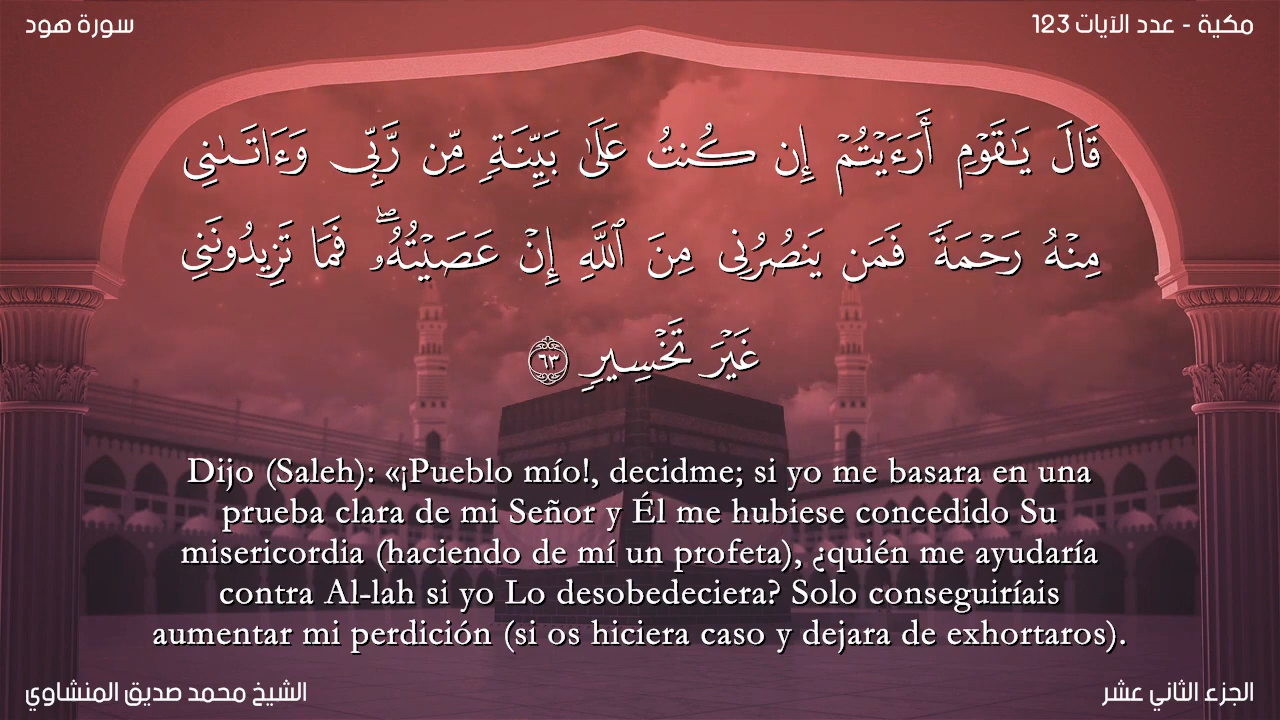 سورة هود
مكية - عدد الآيات 123
قَالَ يَـٰقَوْمِ أَرَءَيْتُمْ إِن كُنتُ عَلَىٰ بَيِّنَةٍ مِّن رَّبِّى وَءَاتَىٰنِى
مِنْهُ رَحْمَةً فَمَن يَنصُرُنِى مِنَ ٱللَّهِ إِنْ عَصَيْتُهُۥ ۖ فَمَا تَزِيدُونَنِى
غَيْرَ تَخْسِيرٍ ٦٣
Dijo (Saleh): «¡Pueblo mío!, decidme; si yo me basara en una
prueba clara de mi Señor y Él me hubiese concedido Su
misericordia (haciendo de mí un profeta), ¿quién me ayudaría
contra Al-lah si yo Lo desobedeciera? Solo conseguiríais
aumentar mi perdición (si os hiciera caso y dejara de exhortaros).
الشيخ محمد صديق المنشاوي
الجزء الثاني عشر